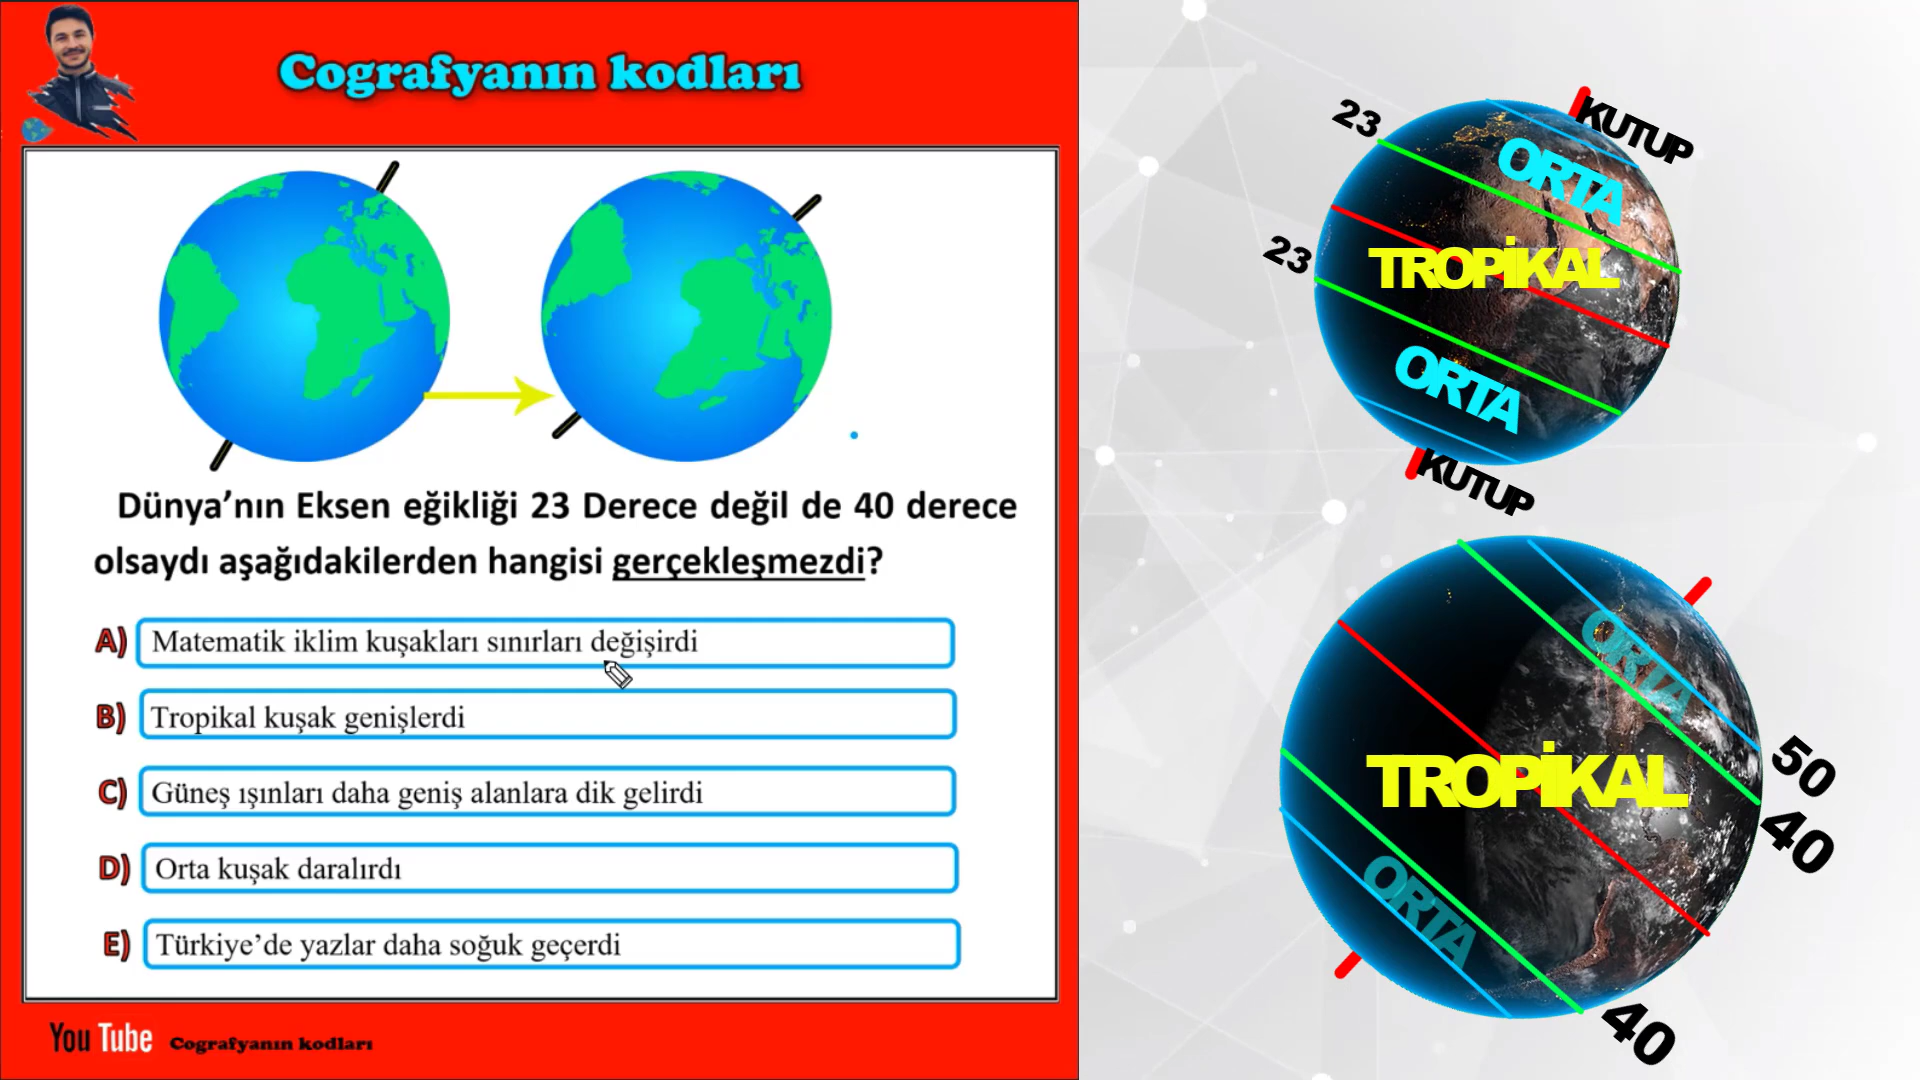 Cografyanın kodları
Dünya’nın Eksen eğikliği 23 Derece değil de 40 derece
olsaydı aşağıdakilerden hangisi gerçekleşmezdi?
A) Matematik iklim kuşakları sınırları değişirdi
B) Tropikal kuşak genişlerdi
C) Güneş ışınları daha geniş alanlara dik gelirdi
D) Orta kuşak daralırdı
E) Türkiye’de yazlar daha soğuk geçerdi
You Tube Cografyanın kodları
23
KUTUP
ORTA
TROPİKAL
23
ORTA
KUTUP
ORTA
50
TROPİKAL
40
ORTA
40